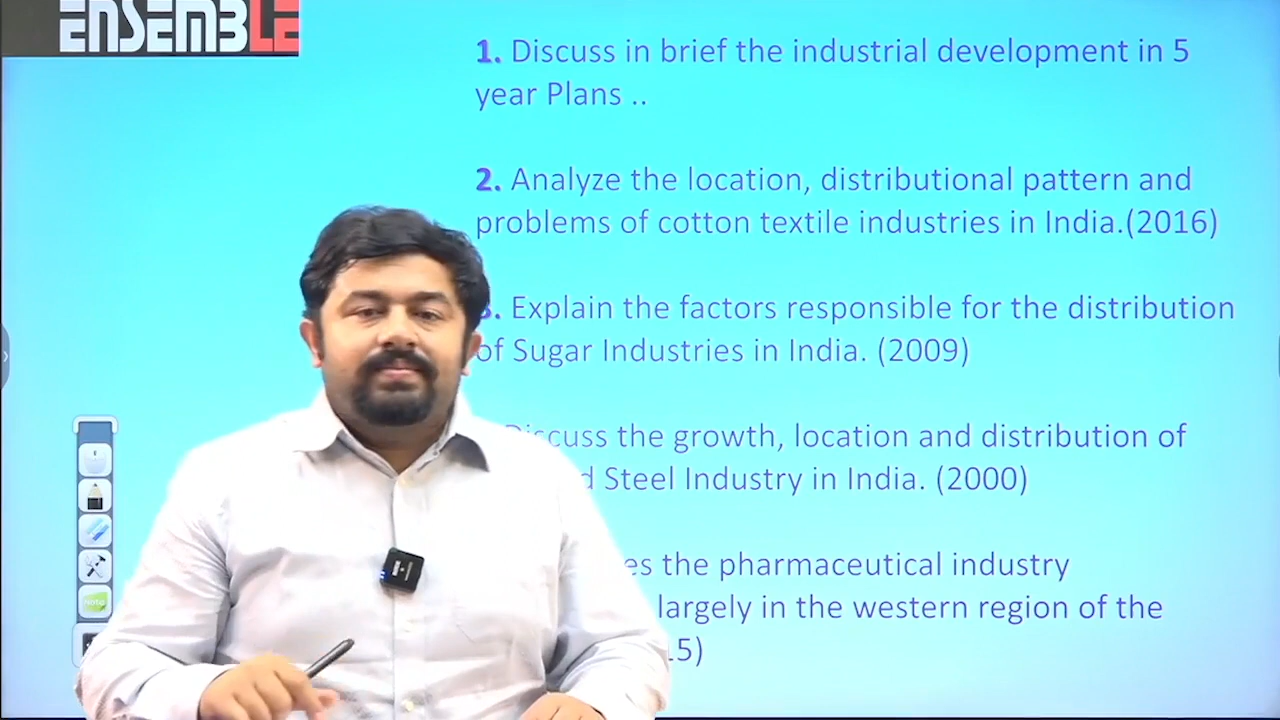 ENSEMBLE
1. Discuss in brief the industrial development in 5
year Plans ..
2. Analyze the location, distributional pattern and
problems of cotton textile industries in India.(2016)
3. Explain the factors responsible for the distribution
of Sugar Industries in India. (2009)
Discuss the growth, location and distribution of
Steel Industry in India. (2000)
the pharmaceutical industry
largely in the western region of the
Note